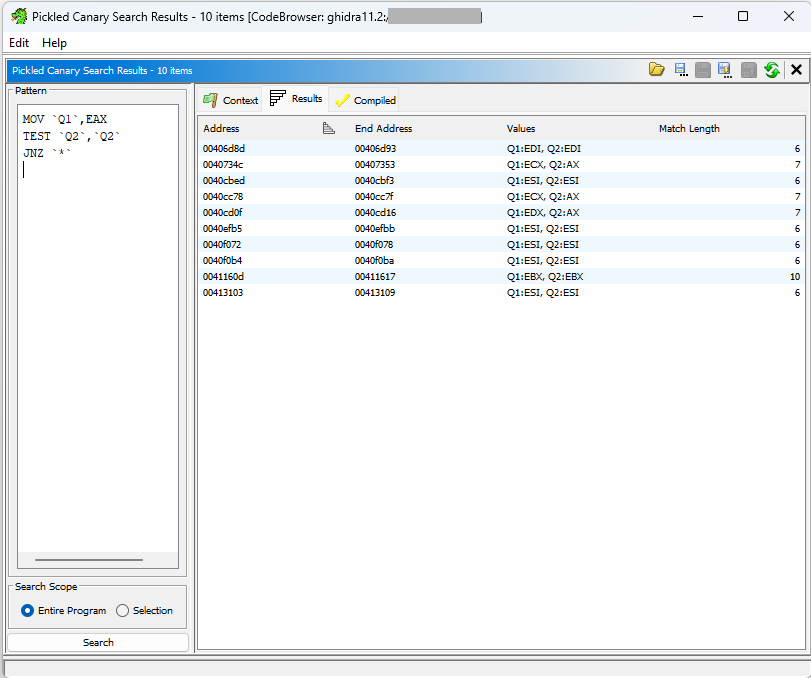 Pickled Canary Search Results - 10 items [CodeBrowser: ghidra11.2:/
Edit Help
Pickled Canary Search Results - 10 items
Pattern
MOV `Q1`,EAX
TEST `Q2`,`Q2`
JNZ `*`
Search Scope
Entire Program Selection
Search
Context Results Compiled
Address End Address Values Match Length
00406d8d 00406d93 Q1:EDI, Q2:EDI 6
0040734c 00407353 Q1:ECX, Q2:AX 7
0040cbed 0040cbf3 Q1:ESI, Q2:ESI 6
0040cc78 0040cc7f Q1:ECX, Q2:AX 7
0040cd0f 0040cd16 Q1:EDX, Q2:AX 7
0040efb5 0040efbb Q1:ESI, Q2:ESI 6
0040f072 0040f078 Q1:ESI, Q2:ESI 6
0040f0b4 0040f0ba Q1:ESI, Q2:ESI 6
0041160d 00411617 Q1:EBX, Q2:EBX 10
00413103 00413109 Q1:ESI, Q2:ESI 6